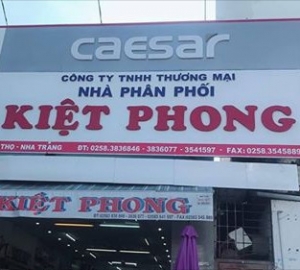 caesar
CÔNG TY TNHH THƯƠNG MẠI
NHÀ PHÂN PHỐI
KIỆT PHONG
THỌ - NHA TRANG ĐT: 0258.3836846 - 3836077 - 3541597 - FAX: 0258.3545889
KIỆT PHONG